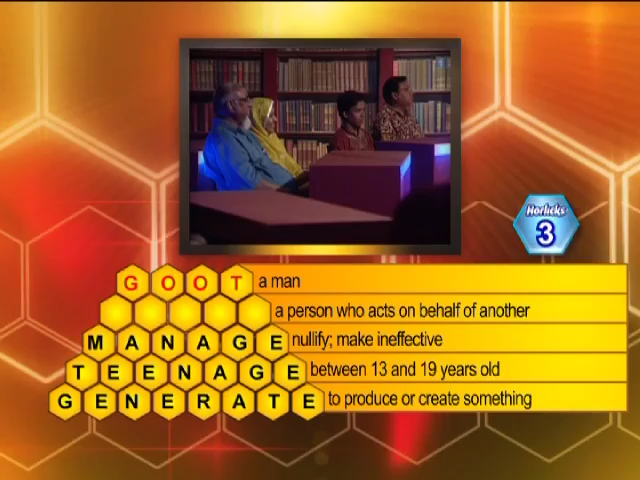 Horlicks
3
GOOT a man
a person who acts on behalf of another
MANAGE nullify; make ineffective
TEENAGE between 13 and 19 years old
GENERATE to produce or create something